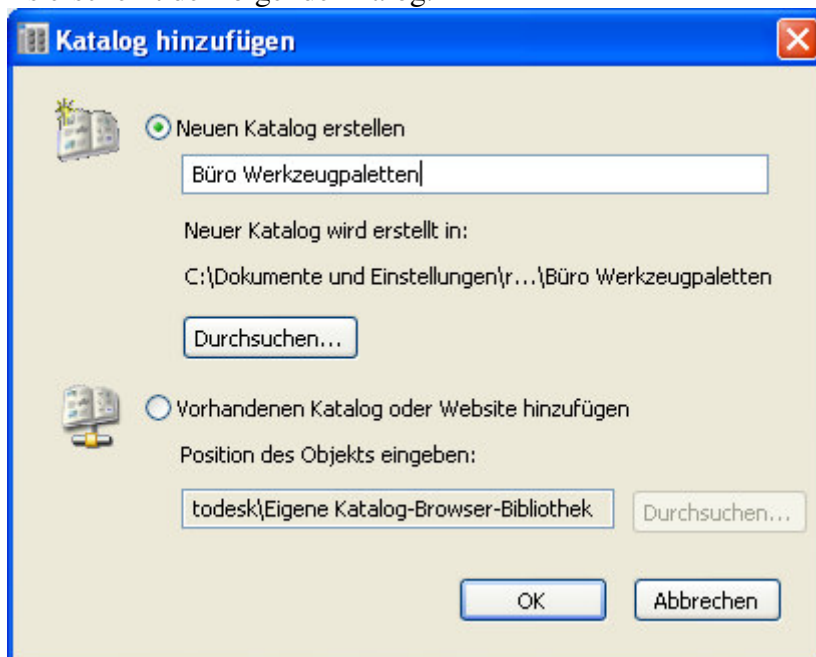 Katalog hinzufügen
Neuen Katalog erstellen
Büro Werkzeugpaletten
Neuer Katalog wird erstellt in:
C:\Dokumente und Einstellungen\r...\Büro Werkzeugpaletten
Durchsuchen...
Vorhandenen Katalog oder Website hinzufügen
Position des Objekts eingeben:
todesk\Eigene Katalog-Browser-Bibliothek Durchsuchen...
OK Abbrechen